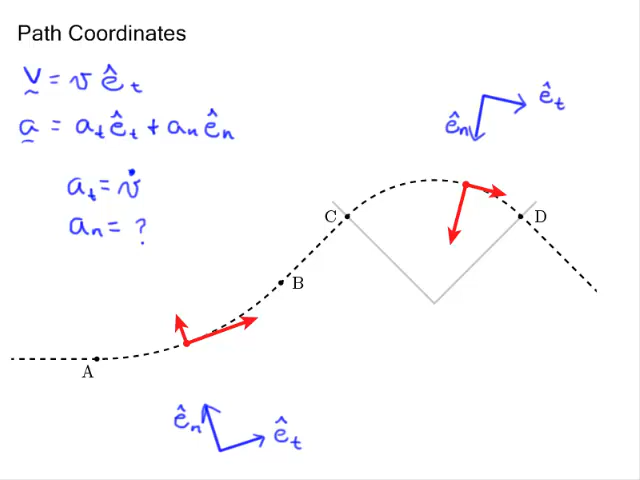 Path Coordinates
v = v ê_t
a = a_t ê_t + a_n ê_n
a_t = v̇
a_n = ?
ê_t
ê_n
C
D
B
A
ê_n
ê_t